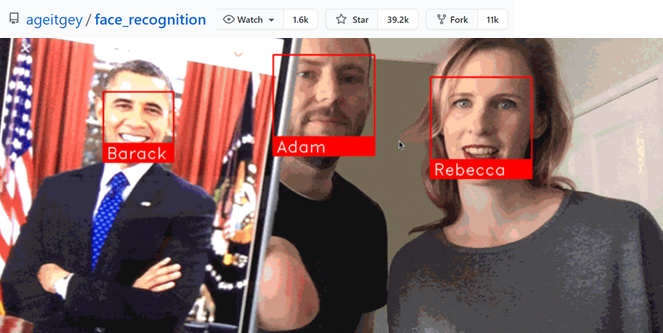 ageitgey / face_recognition Watch 1.6k Star 39.2k Fork 11k
Barack
Adam
Rebecca